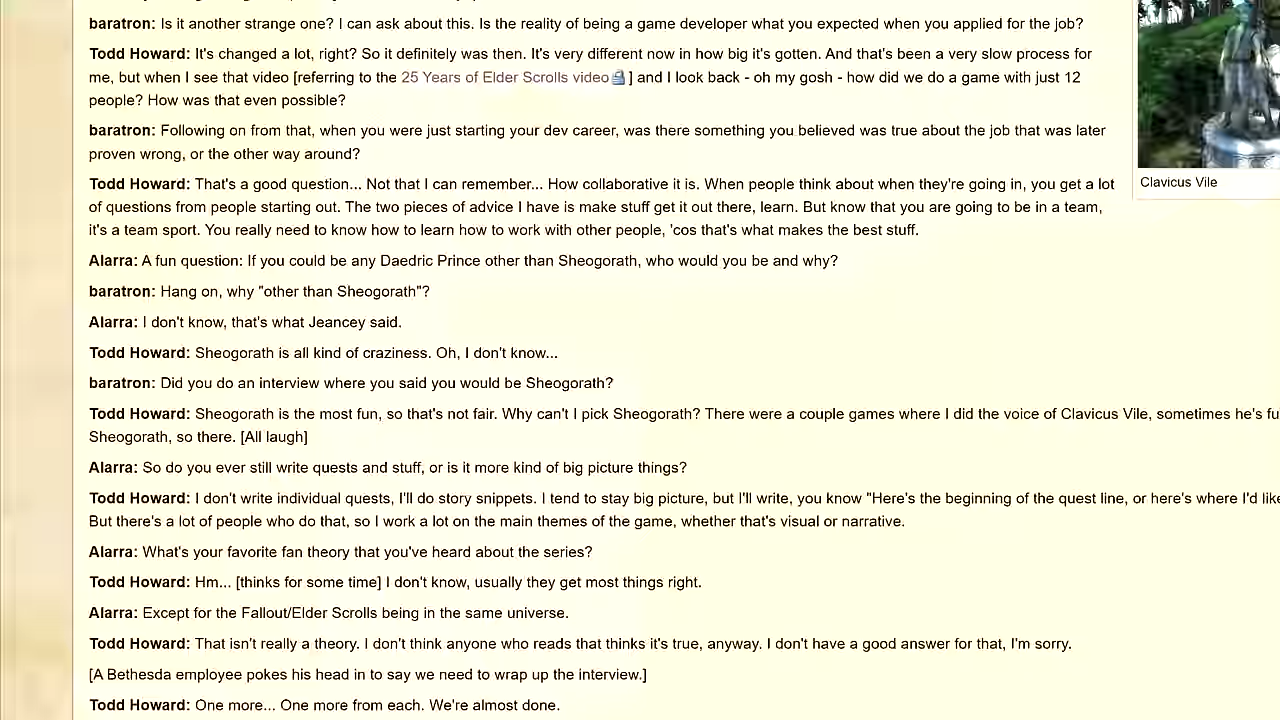 baratron: Is it another strange one? I can ask about this. Is the reality of being a game developer what you expected when you applied for the job?
Todd Howard: It's changed a lot, right? So it definitely was then. It's very different now in how big it's gotten. And that's been a very slow process for
me, but when I see that video [referring to the 25 Years of Elder Scrolls video] and I look back - oh my gosh - how did we do a game with just 12
people? How was that even possible?
baratron: Following on from that, when you were just starting your dev career, was there something you believed was true about the job that was later
proven wrong, or the other way around?
Todd Howard: That's a good question... Not that I can remember... How collaborative it is. When people think about when they're going in, you get a lot
of questions from people starting out. The two pieces of advice I have is make stuff get it out there, learn. But know that you are going to be in a team,
it's a team sport. You really need to know how to learn how to work with other people, 'cos that's what makes the best stuff.
Clavicus Vile
Alarra: A fun question: If you could be any Daedric Prince other than Sheogorath, who would you be and why?
baratron: Hang on, why "other than Sheogorath"?
Alarra: I don't know, that's what Jeancey said.
Todd Howard: Sheogorath is all kind of craziness. Oh, I don't know...
baratron: Did you do an interview where you said you would be Sheogorath?
Todd Howard: Sheogorath is the most fun, so that's not fair. Why can't I pick Sheogorath? There were a couple games where I did the voice of Clavicus Vile, sometimes he's fu
Sheogorath, so there. [All laugh]
Alarra: So do you ever still write quests and stuff, or is it more kind of big picture things?
Todd Howard: I don't write individual quests, I'll do story snippets. I tend to stay big picture, but I'll write, you know "Here's the beginning of the quest line, or here's where I'd like
But there's a lot of people who do that, so I work a lot on the main themes of the game, whether that's visual or narrative.
Alarra: What's your favorite fan theory that you've heard about the series?
Todd Howard: Hm... [thinks for some time] I don't know, usually they get most things right.
Alarra: Except for the Fallout/Elder Scrolls being in the same universe.
Todd Howard: That isn't really a theory. I don't think anyone who reads that thinks it's true, anyway. I don't have a good answer for that, I'm sorry.
[A Bethesda employee pokes his head in to say we need to wrap up the interview.]
Todd Howard: One more... One more from each. We're almost done.